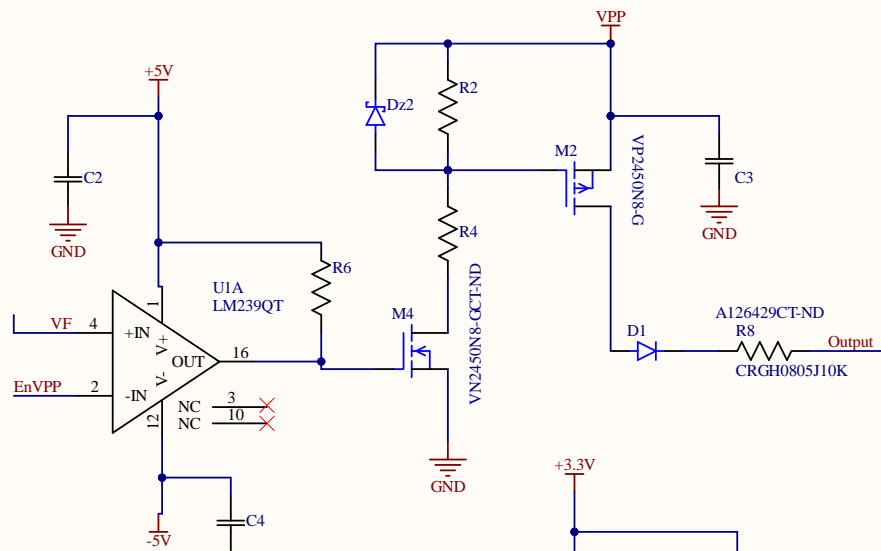 VPP
+5V
R2
Dz2
M2
VP2450N8-G
C2
C3
GND
GND
R4
R6
U1A
LM239QT
M4
VN2450N8-GCT-ND
1
VF
4
+IN
V+
OUT
16
EnVPP
2
-IN
V-
12
NC
3
NC
10
D1
A126429CT-ND
R8
CRGH0805J10K
Output
GND
+3.3V
C4
-5V